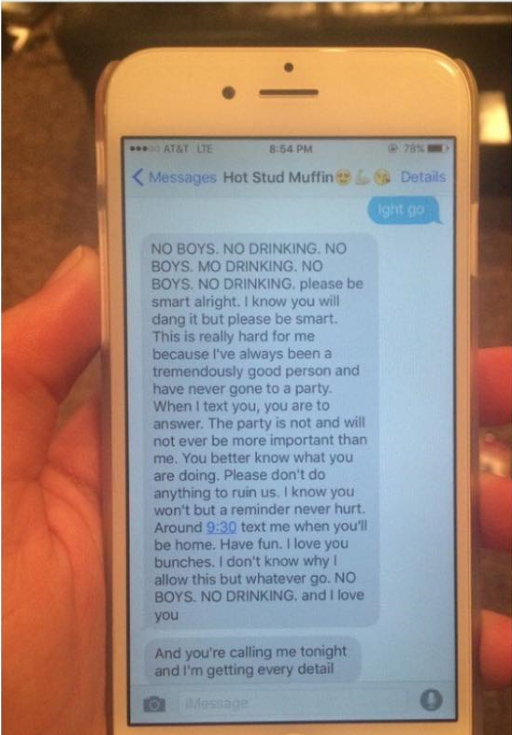 AT&T LTE 8:54 PM 78%
Messages Hot Stud Muffin😍💪😘 Details
Ight go
NO BOYS. NO DRINKING. NO
BOYS. MO DRINKING. NO
BOYS. NO DRINKING. please be
smart alright. I know you will
dang it but please be smart.
This is really hard for me
because I've always been a
tremendously good person and
have never gone to a party.
When I text you, you are to
answer. The party is not and will
not ever be more important than
me. You better know what you
are doing. Please don't do
anything to ruin us. I know you
won't but a reminder never hurt.
Around 9:30 text me when you'll
be home. Have fun. I love you
bunches. I don't know why I
allow this but whatever go. NO
BOYS. NO DRINKING. and I love
you
And you're calling me tonight
and I'm getting every detail
iMessage